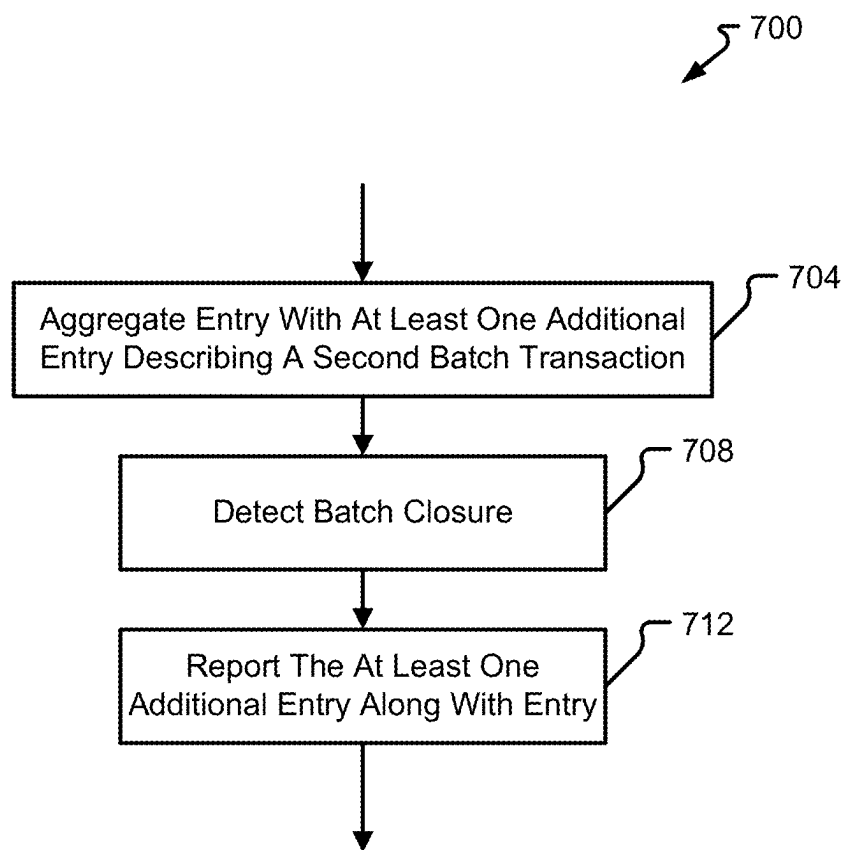 700
704
Aggregate Entry With At Least One Additional
Entry Describing A Second Batch Transaction
708
Detect Batch Closure
712
Report The At Least One
Additional Entry Along With Entry